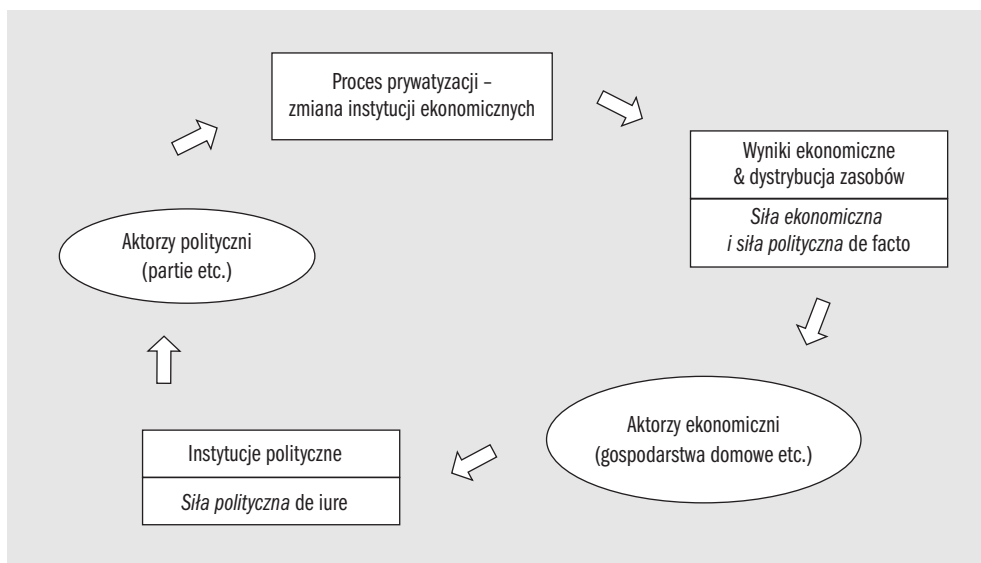 Proces prywatyzacji –
zmiana instytucji ekonomicznych
Wyniki ekonomiczne
& dystrybucja zasobów
Siła ekonomiczna
i siła polityczna de facto
Aktorzy polityczni
(partie etc.)
Aktorzy ekonomiczni
(gospodarstwa domowe etc.)
Instytucje polityczne
Siła polityczna de iure